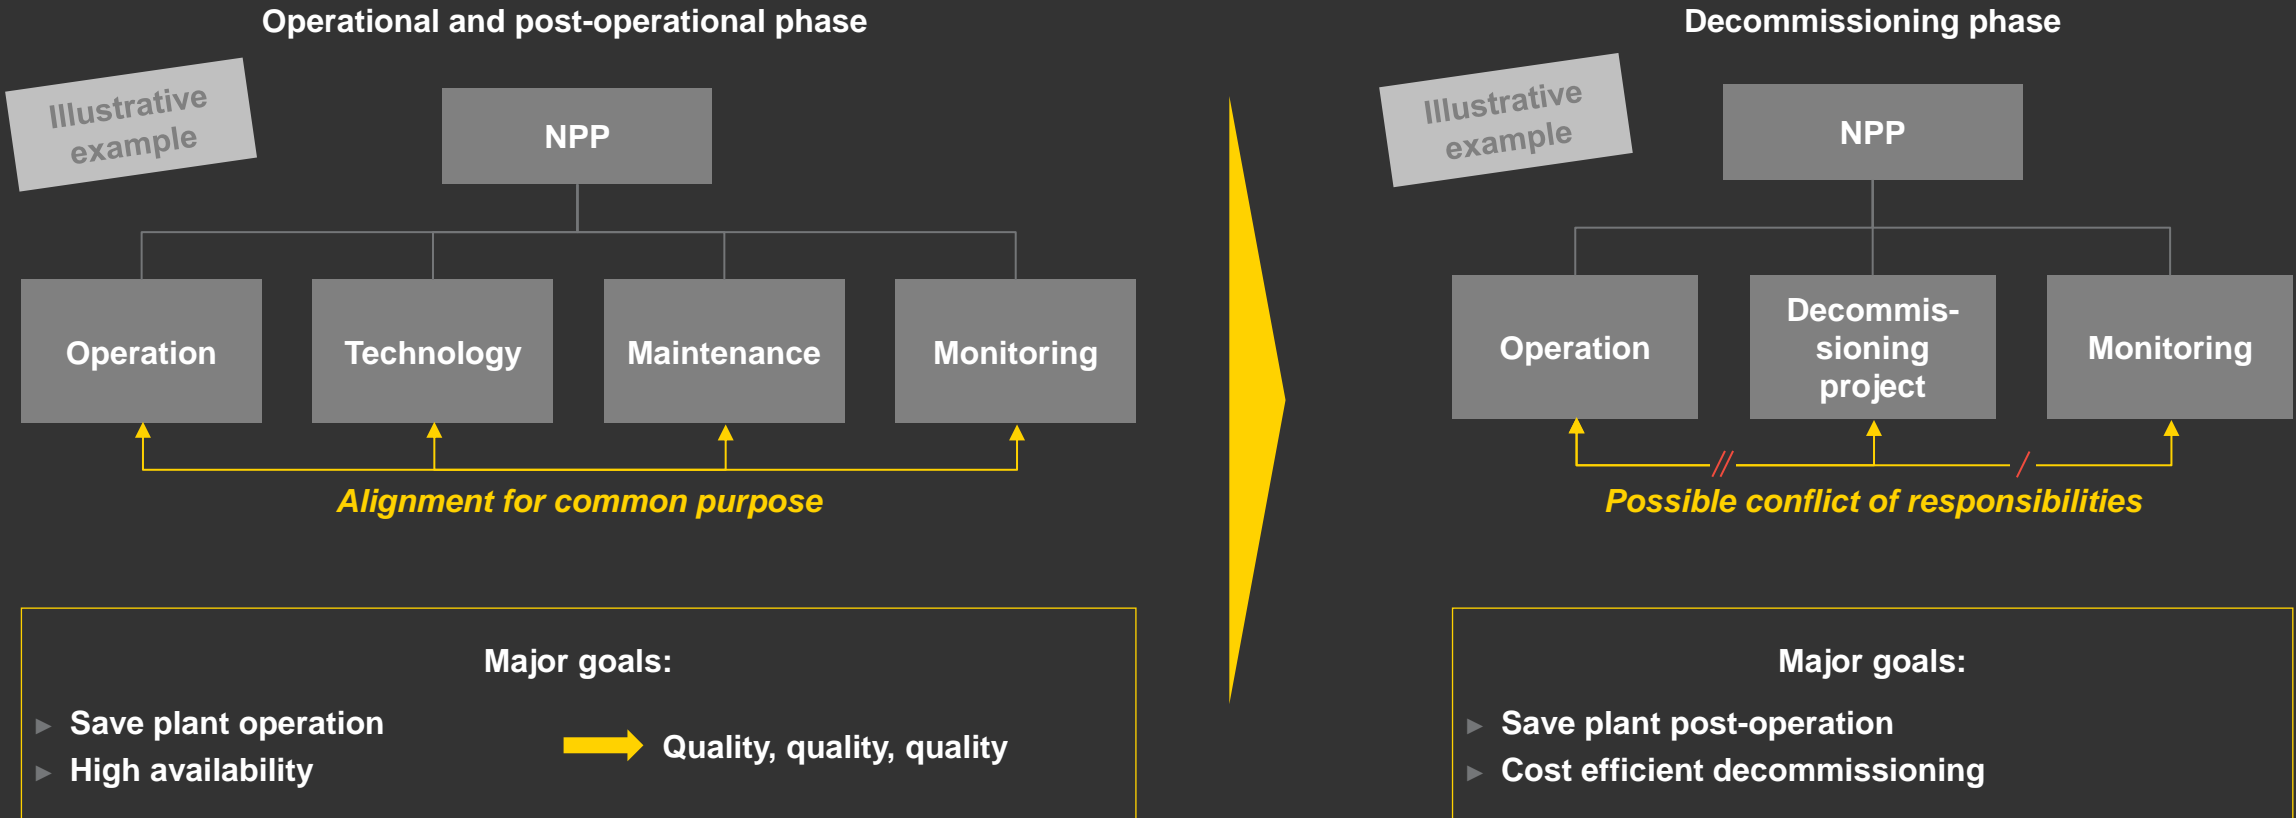 Operational and post-operational phase
Illustrative
example
NPP
Operation
Technology
Maintenance
Monitoring
Alignment for common purpose
Major goals:
► Save plant operation
► High availability
Quality, quality, quality
Decommissioning phase
Illustrative
example
NPP
Operation
Decommis-
sioning
project
Monitoring
Possible conflict of responsibilities
Major goals:
► Save plant post-operation
► Cost efficient decommissioning